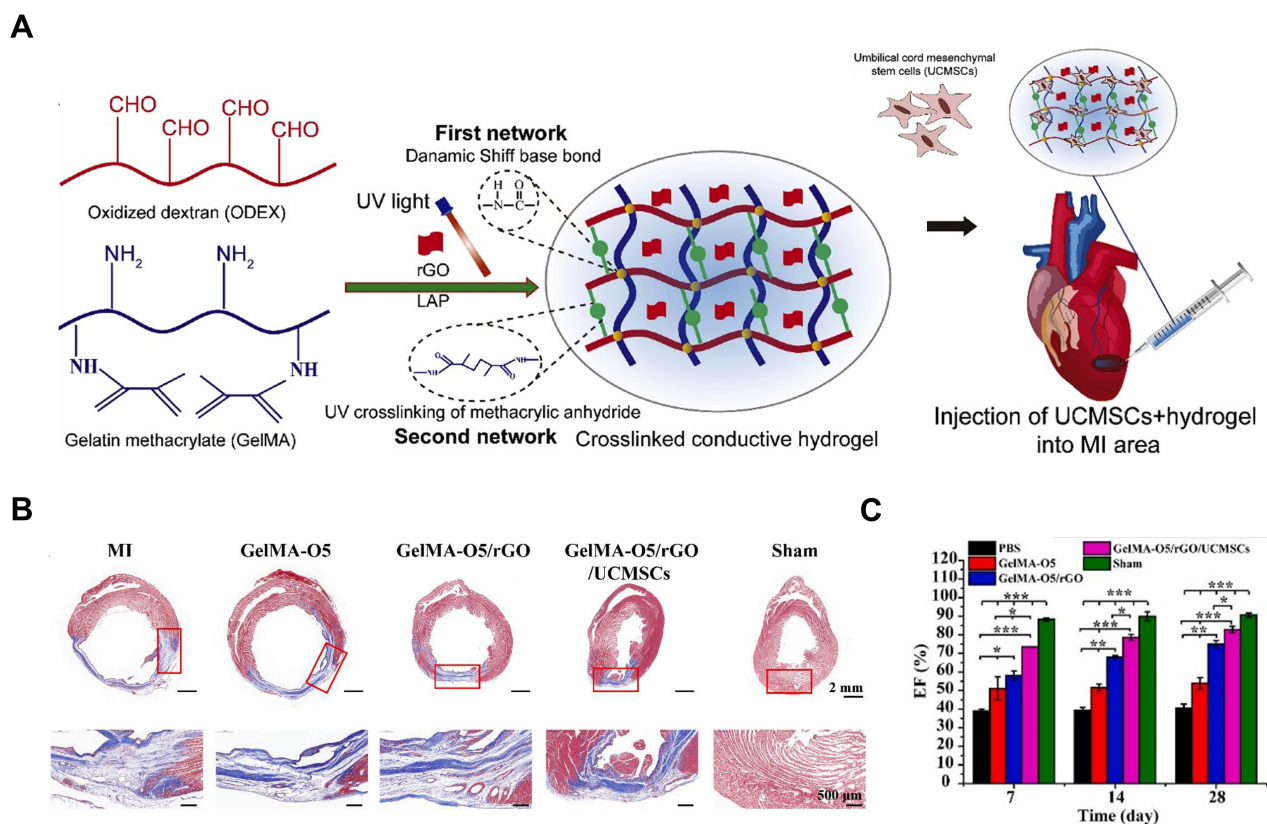 A
CHO
CHO
CHO
CHO
Oxidized dextran (ODEX)
NH2
NH2
NH
NH
Gelatin methacrylate (GelMA)
First network
Danamic Shiff base bond
H
O
N
C
UV light
rGO
LAP
O
NH
NH
O
UV crosslinking of methacrylic anhydride
Second network
Crosslinked conductive hydrogel
Umbilical cord mesenchymal
stem cells (UCMSCs)
Injection of UCMSCs+hydrogel
into MI area
B
MI
GelMA-O5
GelMA-O5/rGO
GelMA-O5/rGO
/UCMSCs
Sham
2 mm
500 μm
C
PBS
GelMA-O5
GelMA-O5/rGO
GelMA-O5/rGO/UCMSCs
Sham
EF (%)
120
110
100
90
80
70
60
50
40
30
20
10
0
*** *** ***
* * *
*** *** ***
* ** **
7 14 28
Time (day)